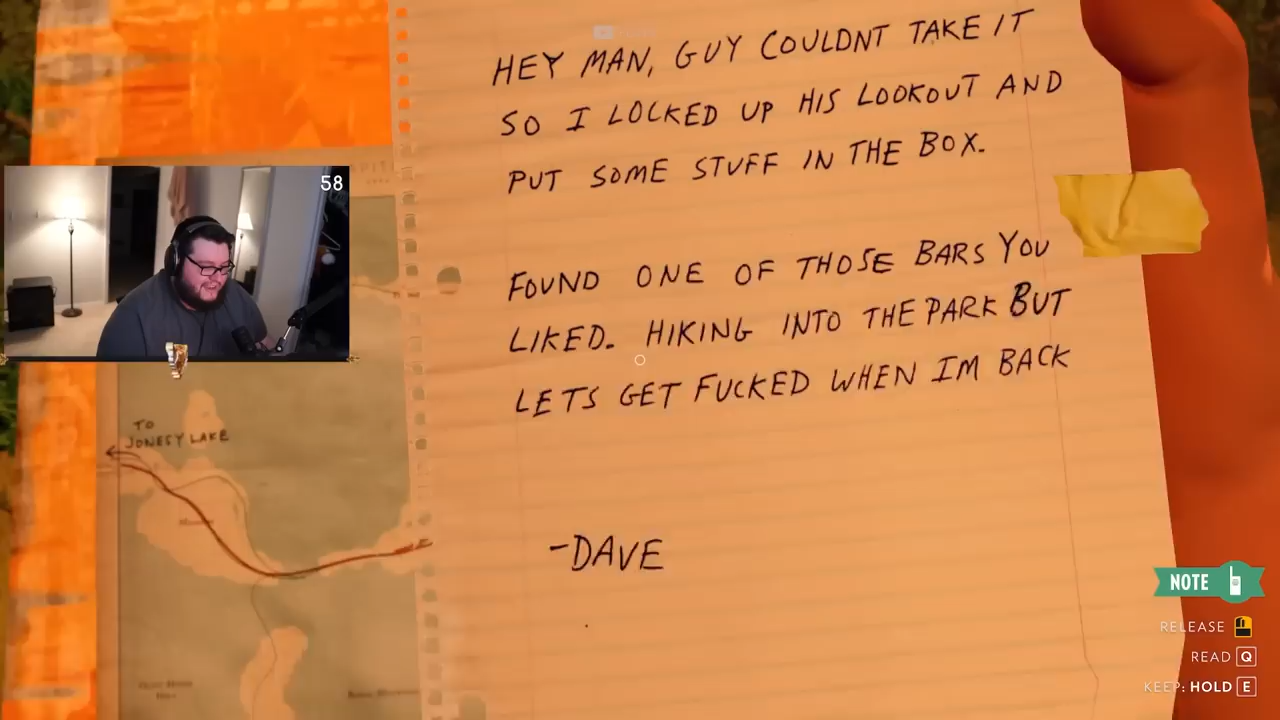 HEY MAN, GUY COULDNT TAKE IT
SO I LOCKED UP HIS LOOKOUT AND
PUT SOME STUFF IN THE BOX.
FOUND ONE OF THOSE BARS YOU
LIKED. HIKING INTO THE PARK BUT
LETS GET FUCKED WHEN IM BACK
-DAVE
58
TO
JONESY LAKE
NOTE
RELEASE
READ Q
KEEP: HOLD E